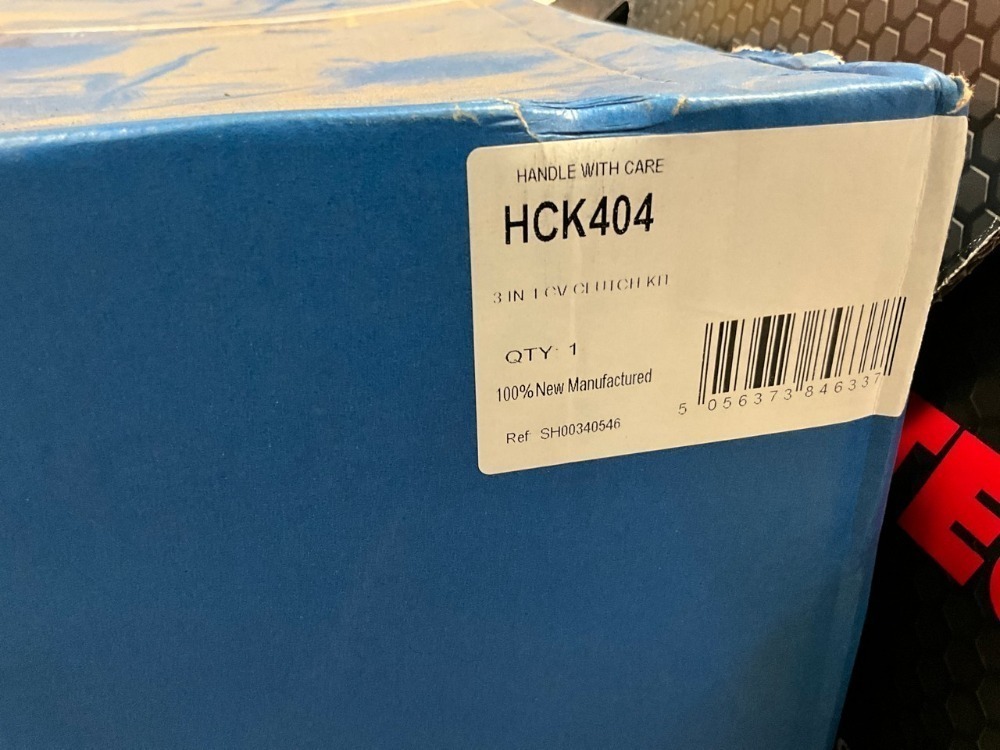 HANDLE WITH CARE
HCK404
3 IN 1 CV CLUTCH KIT
QTY: 1
100% New Manufactured
Ref SH00340546
5 056373 846337
TE